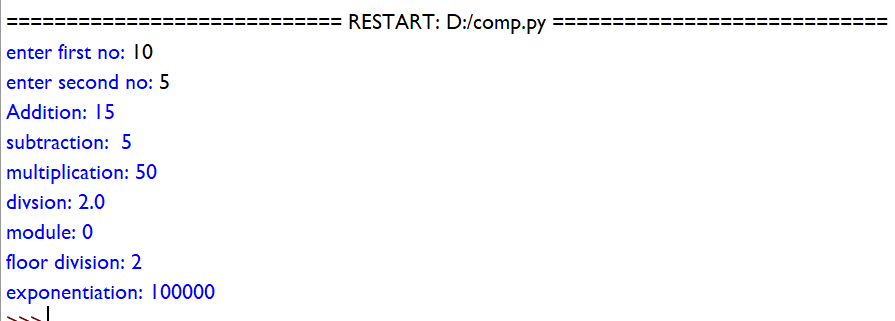 ============================ RESTART: D:/comp.py ============================
enter first no: 10
enter second no: 5
Addition: 15
subtraction:  5
multiplication: 50
divsion: 2.0
module: 0
floor division: 2
exponentiation: 100000
>>>